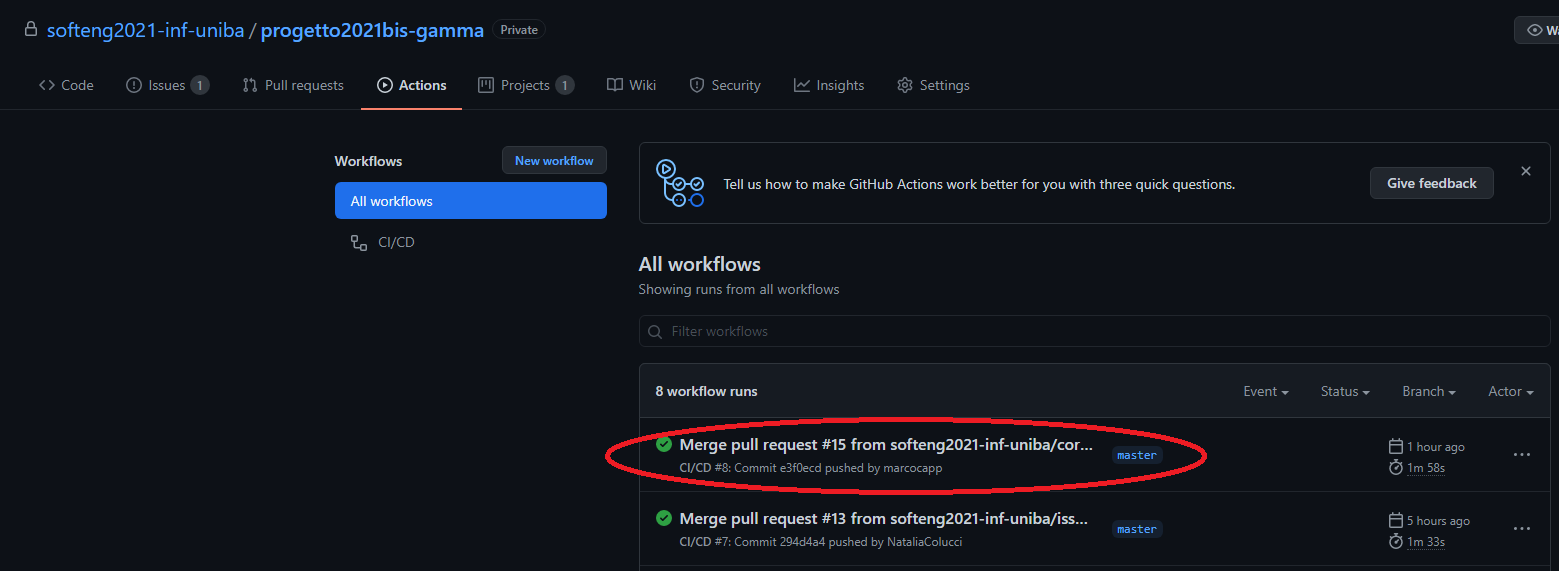 softeng2021-inf-uniba / progetto2021bis-gamma Private
Code Issues 1 Pull requests Actions Projects 1 Wiki Security Insights Settings
Workflows New workflow
All workflows
CI/CD
Tell us how to make GitHub Actions work better for you with three quick questions. Give feedback
All workflows
Showing runs from all workflows
Filter workflows
8 workflow runs Event Status Branch Actor
Merge pull request #15 from softeng2021-inf-uniba/cor... master 1 hour ago
CI/CD #8: Commit e3f0ecd pushed by marcocapp 1m 58s
Merge pull request #13 from softeng2021-inf-uniba/iss... master 5 hours ago
CI/CD #7: Commit 294d4a4 pushed by NataliaColucci 1m 33s